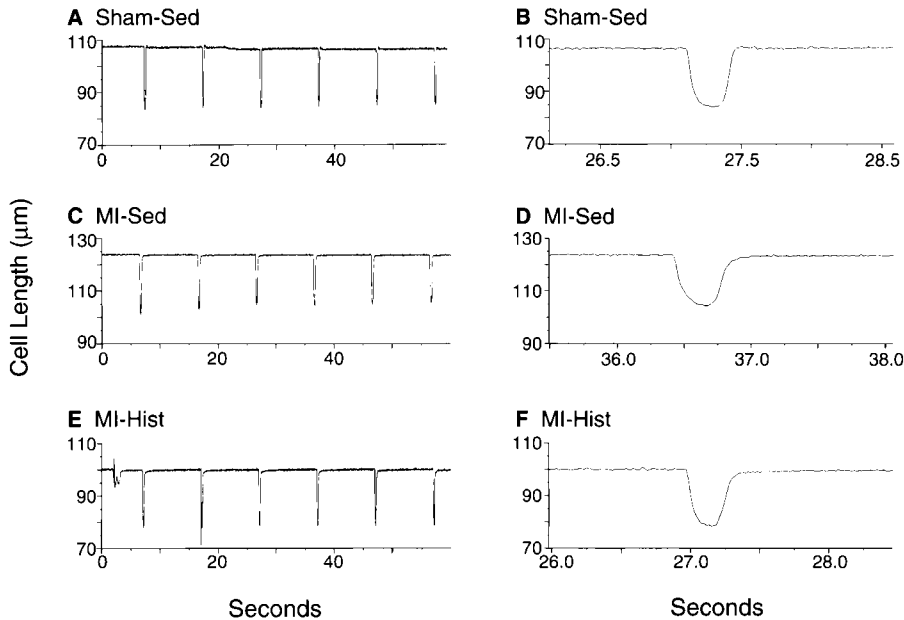 A Sham-Sed
110
90
70
0 20 40
B Sham-Sed
110
90
70
26.5 27.5 28.5
Cell Length (μm)
C MI-Sed
130
110
90
0 20 40
D MI-Sed
130
110
90
36.0 37.0 38.0
E MI-Hist
110
90
70
0 20 40
Seconds
F MI-Hist
110
90
70
26.0 27.0 28.0
Seconds